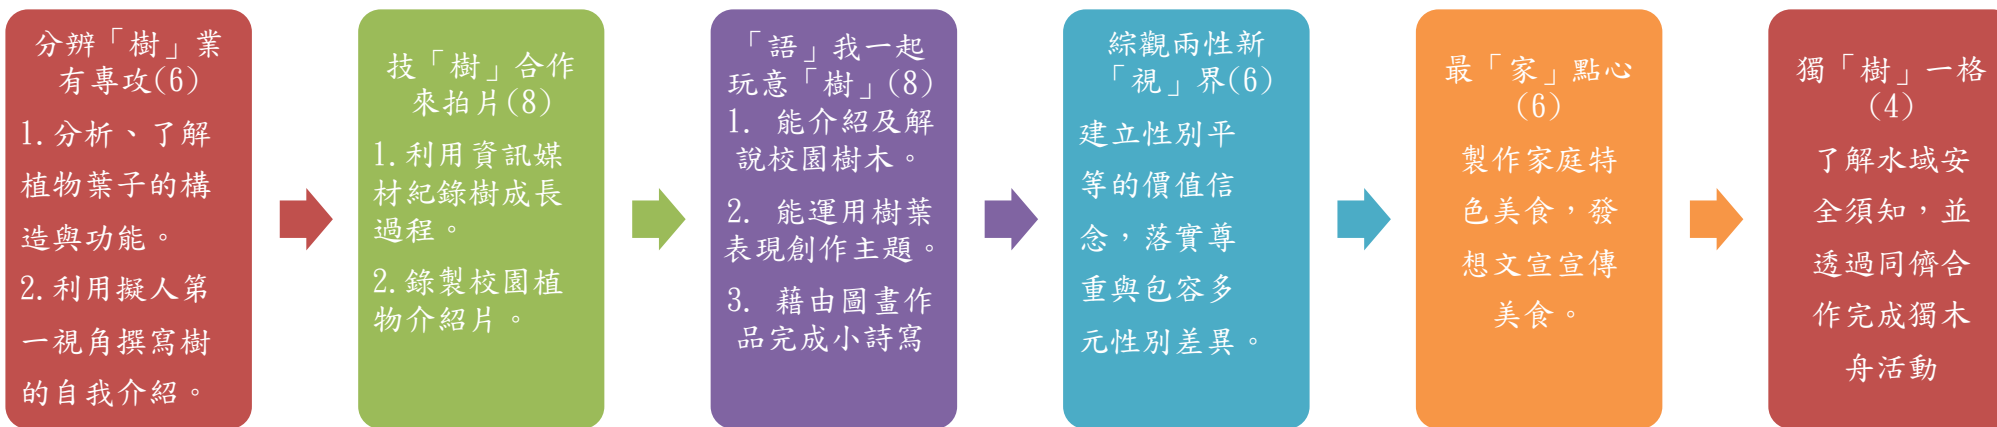 分辨「樹」業
有專攻(6)
1.分析、了解
植物葉子的構
造與功能。
2.利用擬人第
一視角撰寫樹
的自我介紹。
技「樹」合作
來拍片(8)
1.利用資訊媒
材紀錄樹成長
過程。
2.錄製校園植
物介紹片。
「語」我一起
玩意「樹」(8)
1. 能介紹及解
說校園樹木。
2. 能運用樹葉
表現創作主題。
3. 藉由圖畫作
品完成小詩寫
綜觀兩性新
「視」界(6)
建立性別平
等的價值信
念，落實尊
重與包容多
元性別差異。
最「家」點心
(6)
製作家庭特
色美食，發
想文宣宣傳
美食。
獨「樹」一格
(4)
了解水域安
全須知，並
透過同儕合
作完成獨木
舟活動